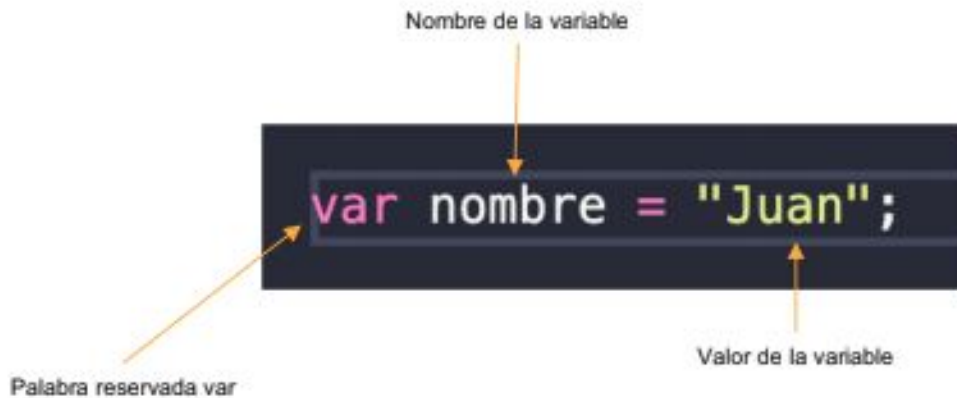 Nombre de la variable
var nombre = "Juan";
Valor de la variable
Palabra reservada var